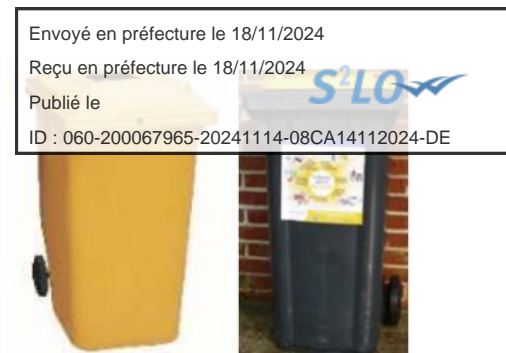 Envoyé en préfecture le 18/11/2024
Reçu en préfecture le 18/11/2024
S²LO
Publié le
ID : 060-200067965-20241114-08CA14112024-DE